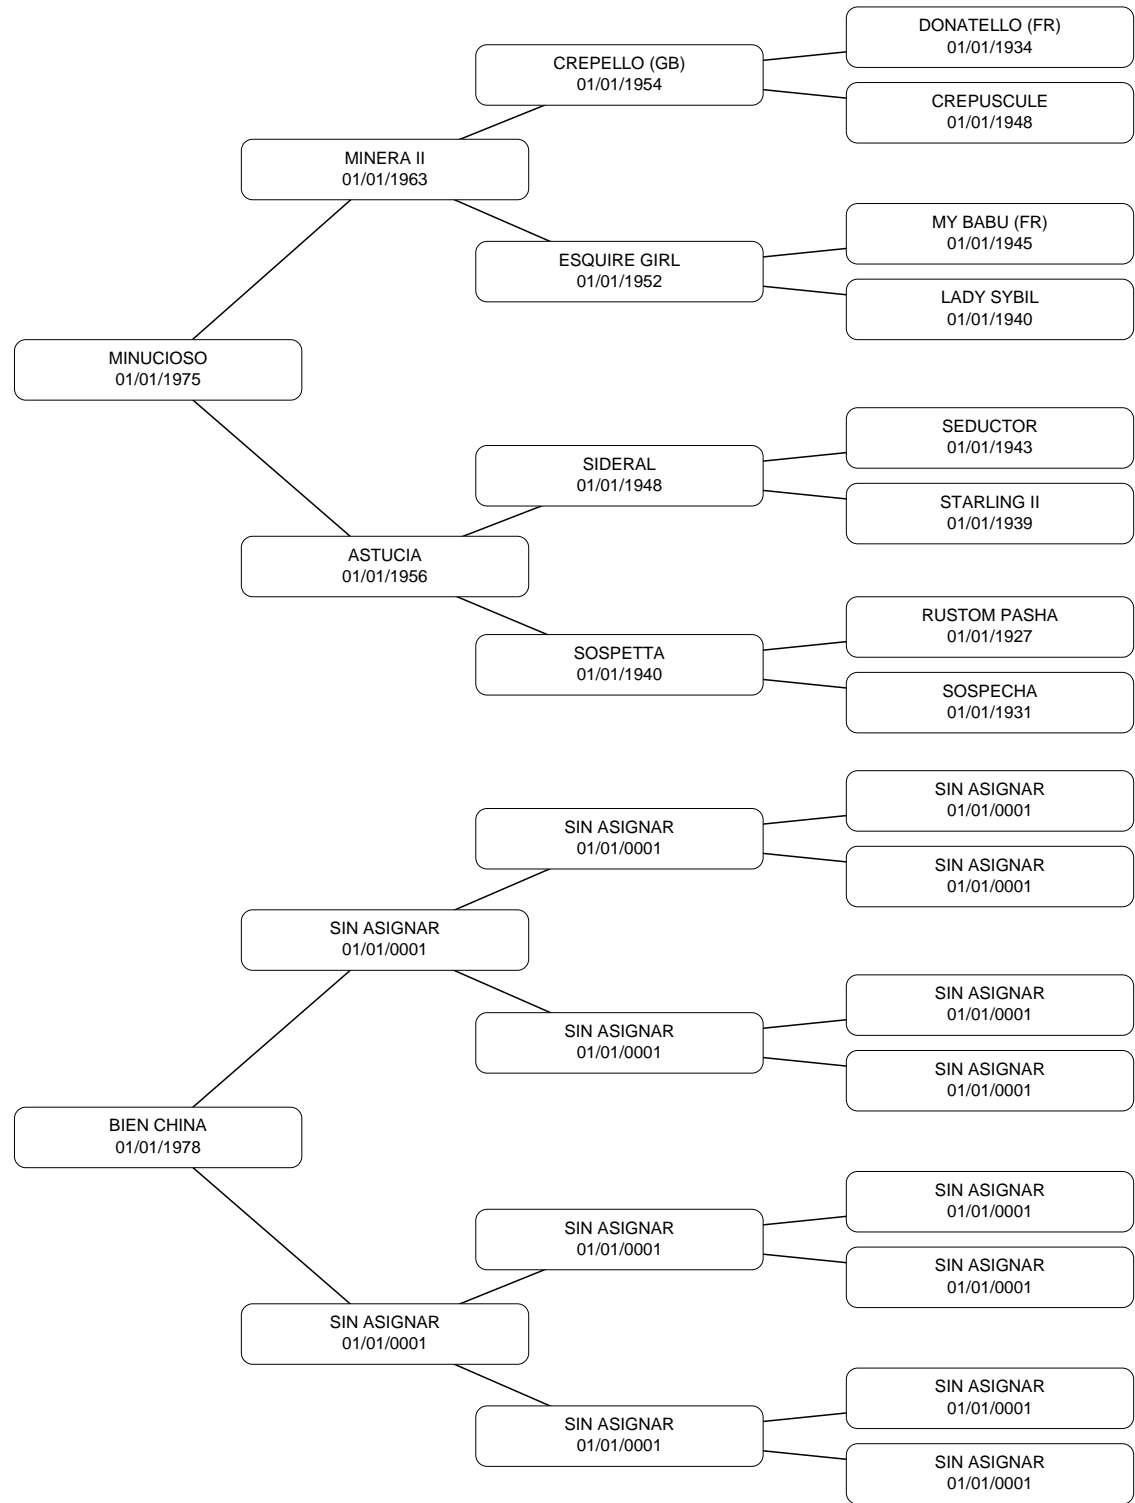 DONATELLO (FR)
01/01/1934
CREPELLO (GB)
01/01/1954
CREPUSCULE
01/01/1948
MINERA II
01/01/1963
MY BABU (FR)
01/01/1945
ESQUIRE GIRL
01/01/1952
LADY SYBIL
01/01/1940
MINUCIOSO
01/01/1975
SEDUCTOR
01/01/1943
SIDERAL
01/01/1948
STARLING II
01/01/1939
ASTUCIA
01/01/1956
RUSTOM PASHA
01/01/1927
SOSPETTA
01/01/1940
SOSPECHA
01/01/1931
SIN ASIGNAR
01/01/0001
SIN ASIGNAR
01/01/0001
SIN ASIGNAR
01/01/0001
SIN ASIGNAR
01/01/0001
SIN ASIGNAR
01/01/0001
SIN ASIGNAR
01/01/0001
SIN ASIGNAR
01/01/0001
BIEN CHINA
01/01/1978
SIN ASIGNAR
01/01/0001
SIN ASIGNAR
01/01/0001
SIN ASIGNAR
01/01/0001
SIN ASIGNAR
01/01/0001
SIN ASIGNAR
01/01/0001
SIN ASIGNAR
01/01/0001
SIN ASIGNAR
01/01/0001